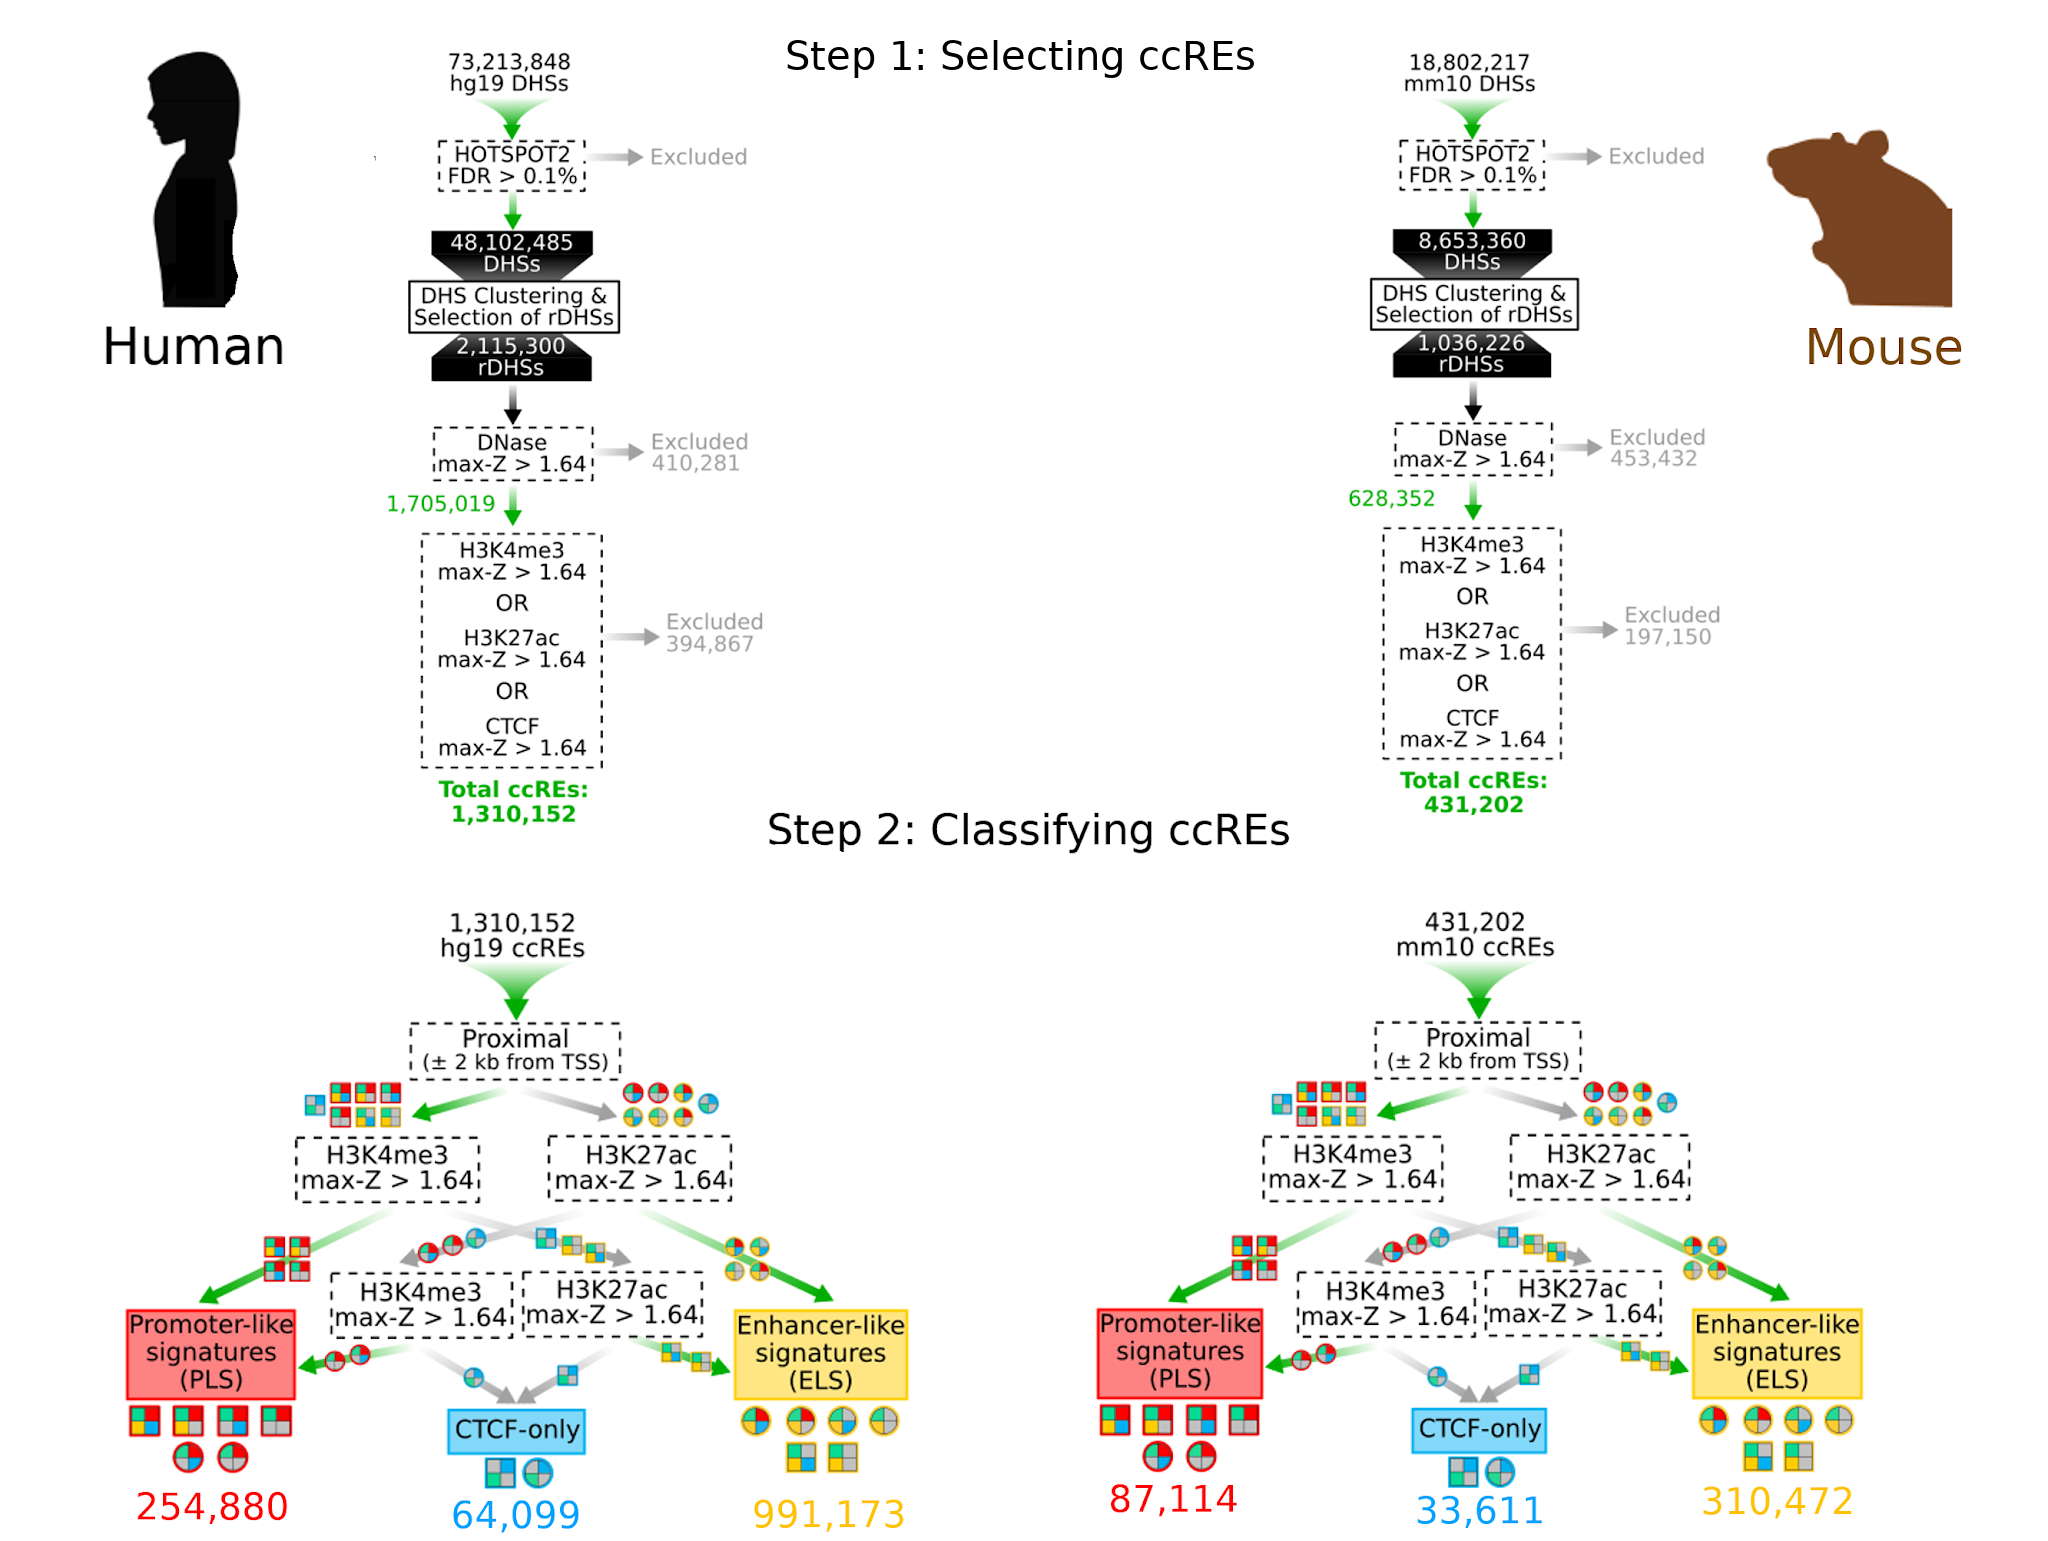 Step 1: Selecting ccREs
Human
73,213,848
hg19 DHSs
HOTSPOT2
FDR > 0.1%
Excluded
48,102,485
DHSs
DHS Clustering &
Selection of rDHSs
2,115,300
rDHSs
DNase
max-Z > 1.64
Excluded
410,281
1,705,019
H3K4me3
max-Z > 1.64
OR
H3K27ac
max-Z > 1.64
OR
CTCF
max-Z > 1.64
Excluded
394,867
Total ccREs:
1,310,152
Mouse
18,802,217
mm10 DHSs
HOTSPOT2
FDR > 0.1%
Excluded
8,653,360
DHSs
DHS Clustering &
Selection of rDHSs
1,036,226
rDHSs
DNase
max-Z > 1.64
Excluded
453,432
628,352
H3K4me3
max-Z > 1.64
OR
H3K27ac
max-Z > 1.64
OR
CTCF
max-Z > 1.64
Excluded
197,150
Total ccREs:
431,202
Step 2: Classifying ccREs
1,310,152
hg19 ccREs
Proximal
(± 2 kb from TSS)
H3K4me3
max-Z > 1.64
H3K27ac
max-Z > 1.64
H3K4me3
max-Z > 1.64
H3K27ac
max-Z > 1.64
Promoter-like
signatures
(PLS)
CTCF-only
Enhancer-like
signatures
(ELS)
254,880
64,099
991,173
431,202
mm10 ccREs
Proximal
(± 2 kb from TSS)
H3K4me3
max-Z > 1.64
H3K27ac
max-Z > 1.64
H3K4me3
max-Z > 1.64
H3K27ac
max-Z > 1.64
Promoter-like
signatures
(PLS)
CTCF-only
Enhancer-like
signatures
(ELS)
87,114
33,611
310,472